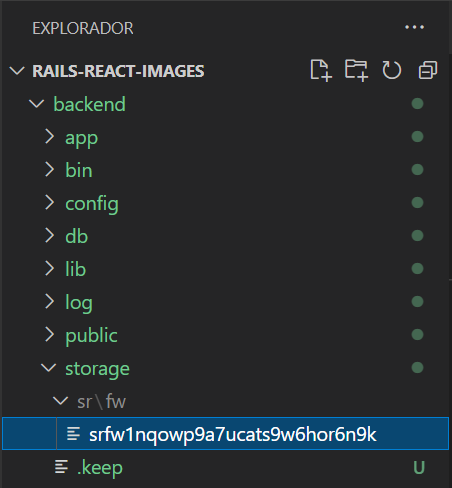 EXPLORADOR
RAILS-REACT-IMAGES
backend
app
bin
config
db
lib
log
public
storage
sr\fw
srfw1nqowp9a7ucats9w6hor6n9k
.keep U